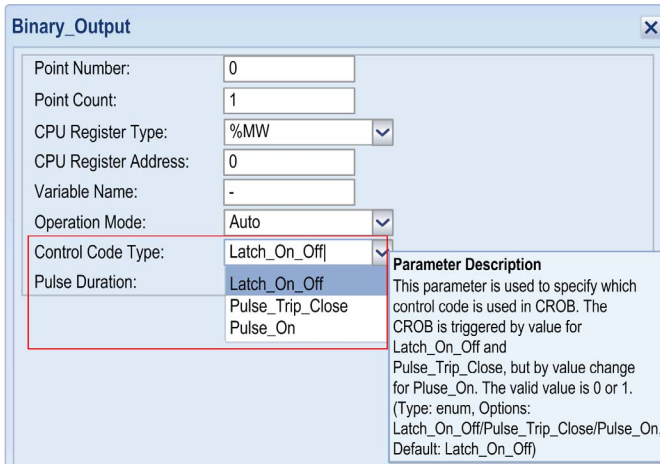 Binary_Output
Point Number: 0
Point Count: 1
CPU Register Type: %MW
CPU Register Address: 0
Variable Name: -
Operation Mode: Auto
Control Code Type: Latch_On_Off
Pulse Duration: Latch_On_Off
Pulse_Trip_Close
Pulse_On
Parameter Description
This parameter is used to specify which
control code is used in CROB. The
CROB is triggered by value for
Latch_On_Off and
Pulse_Trip_Close, but by value change
for Pluse_On. The valid value is 0 or 1.
(Type: enum, Options:
Latch_On_Off/Pulse_Trip_Close/Pulse_On,
Default: Latch_On_Off)